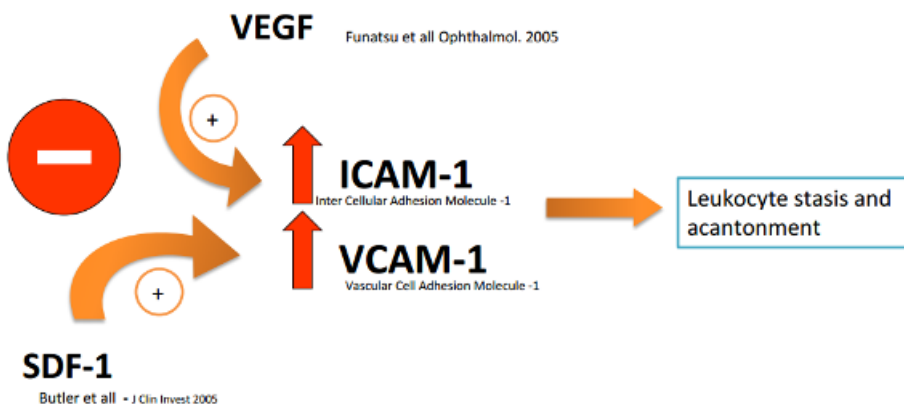 VEGF
Funatsu et all Ophthalmol. 2005
+
ICAM-1
Inter Cellular Adhesion Molecule -1
Leukocyte stasis and
acantonment
VCAM-1
Vascular Cell Adhesion Molecule -1
+
SDF-1
Butler et all - J Clin Invest 2005